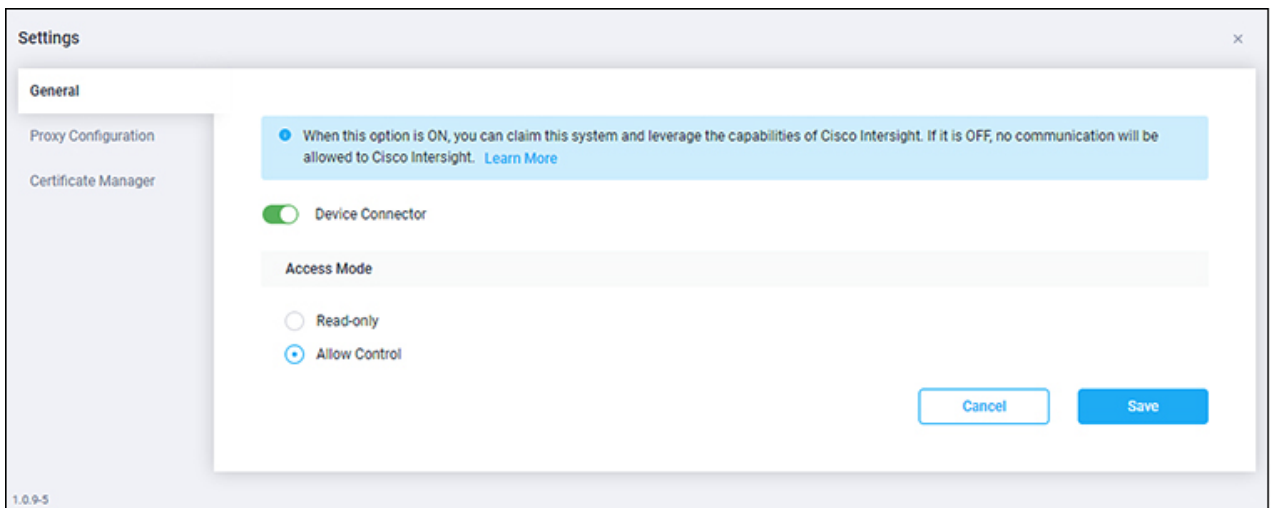 Settings
×
General
Proxy Configuration
Certificate Manager
When this option is ON, you can claim this system and leverage the capabilities of Cisco Intersight. If it is OFF, no communication will be
allowed to Cisco Intersight. Learn More
Device Connector
Access Mode
Read-only
Allow Control
Cancel Save
1.0.9-5